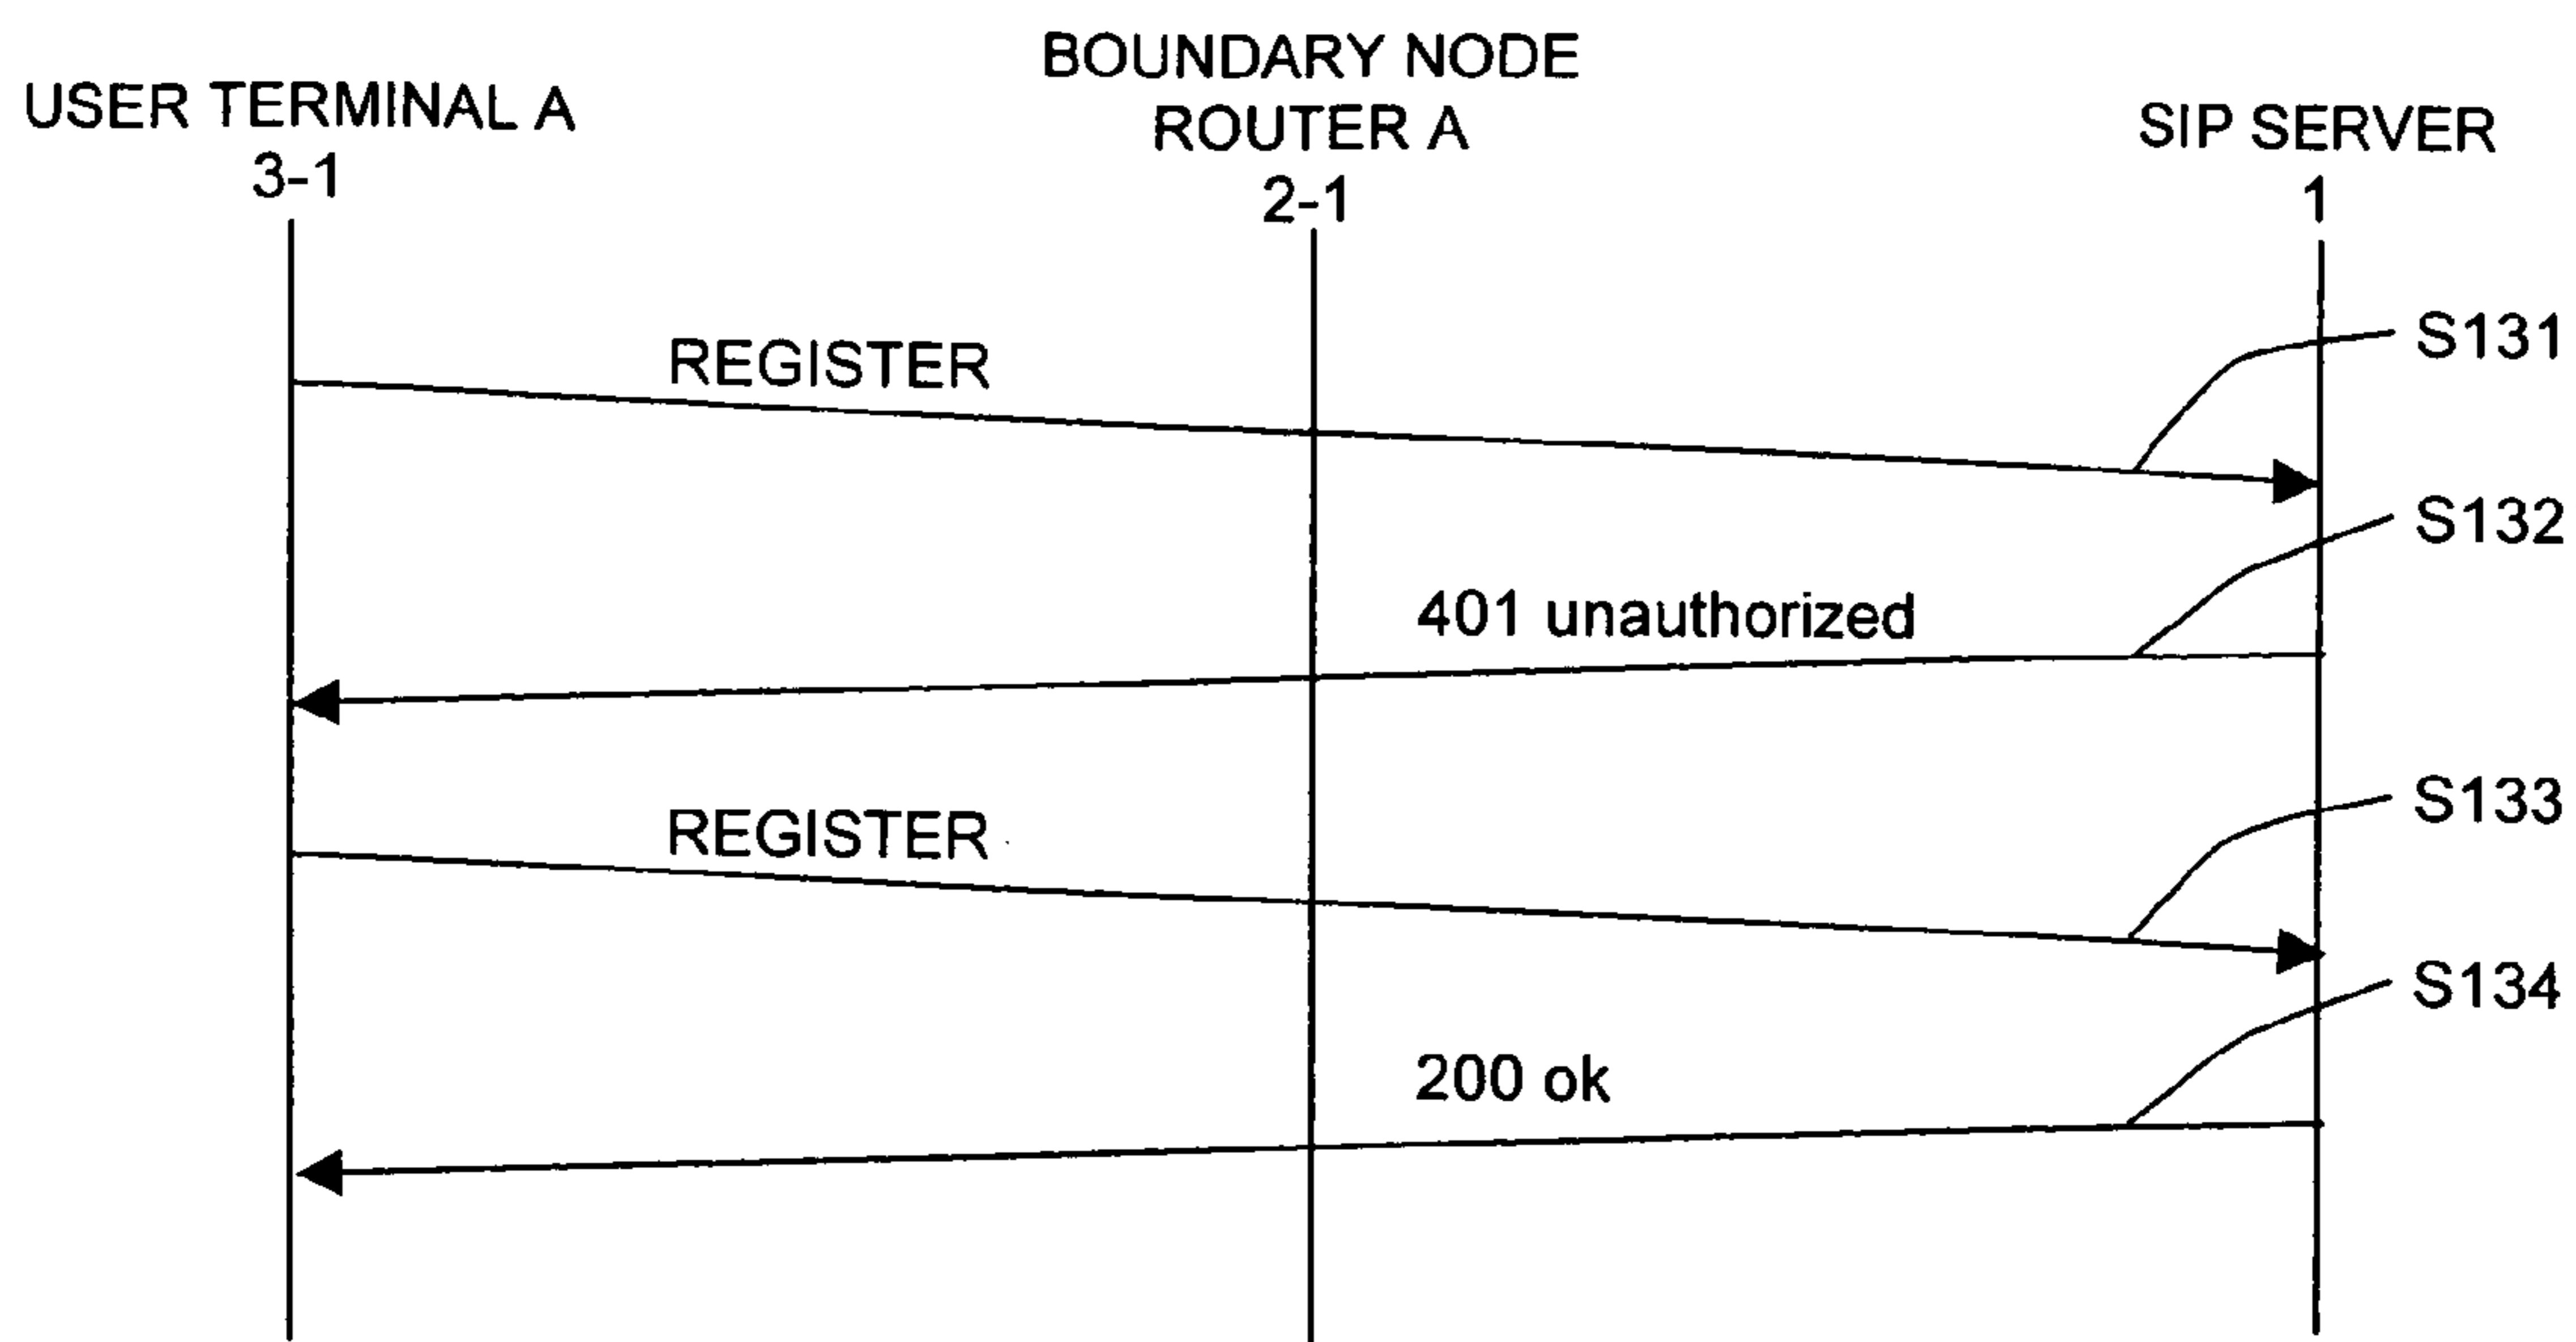 USER TERMINAL A
3-1
BOUNDARY NODE
ROUTER A
2-1
SIP SERVER
1
S131
REGISTER
S132
401 unauthorized
S133
REGISTER
S134
200 ok